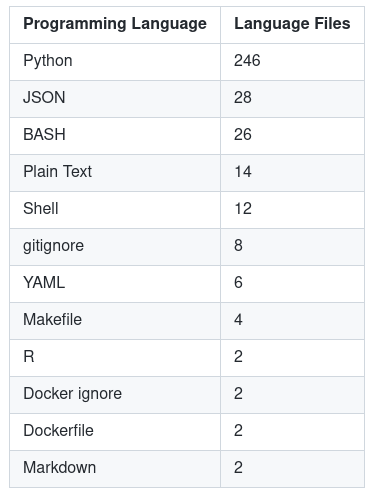 Programming Language Language Files
Python 246
JSON 28
BASH 26
Plain Text 14
Shell 12
gitignore 8
YAML 6
Makefile 4
R 2
Docker ignore 2
Dockerfile 2
Markdown 2